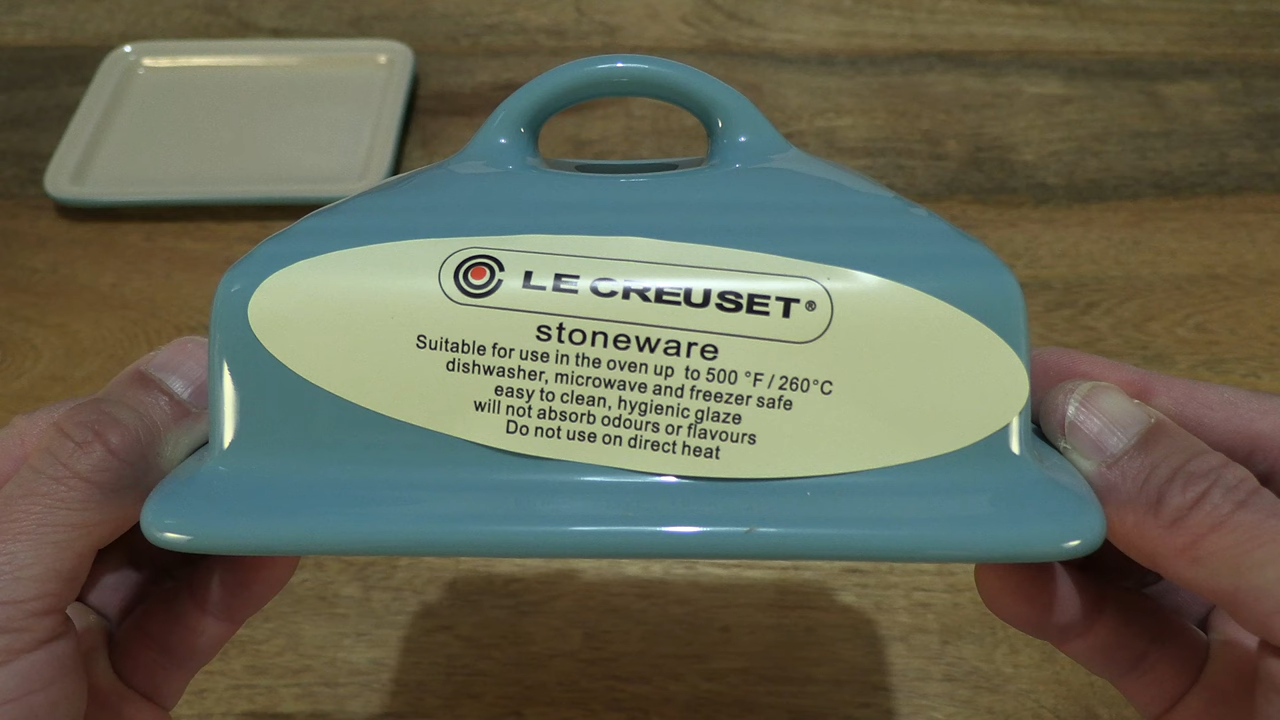 LE CREUSET®
stoneware
Suitable for use in the oven up to 500 °F / 260°C
dishwasher, microwave and freezer safe
easy to clean, hygienic glaze
will not absorb odours or flavours
Do not use on direct heat